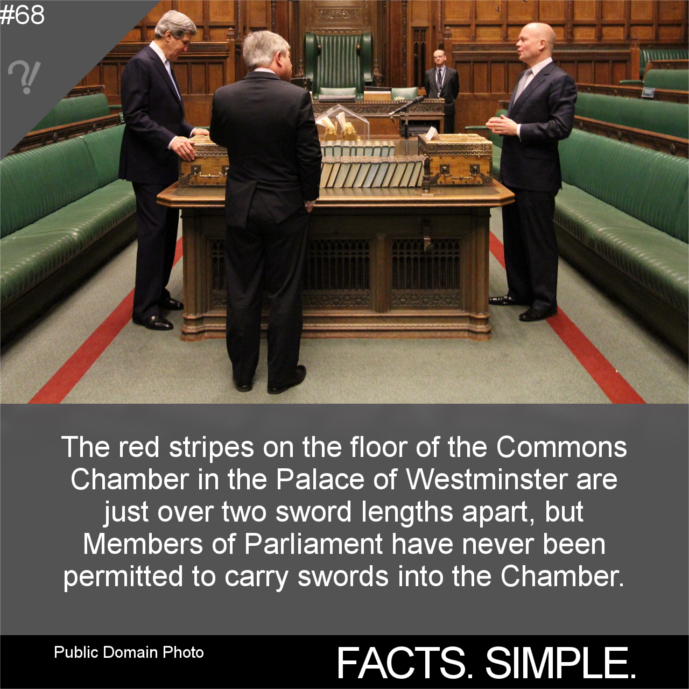 #68
?!
The red stripes on the floor of the Commons
Chamber in the Palace of Westminster are
just over two sword lengths apart, but
Members of Parliament have never been
permitted to carry swords into the Chamber.
Public Domain Photo
FACTS. SIMPLE.